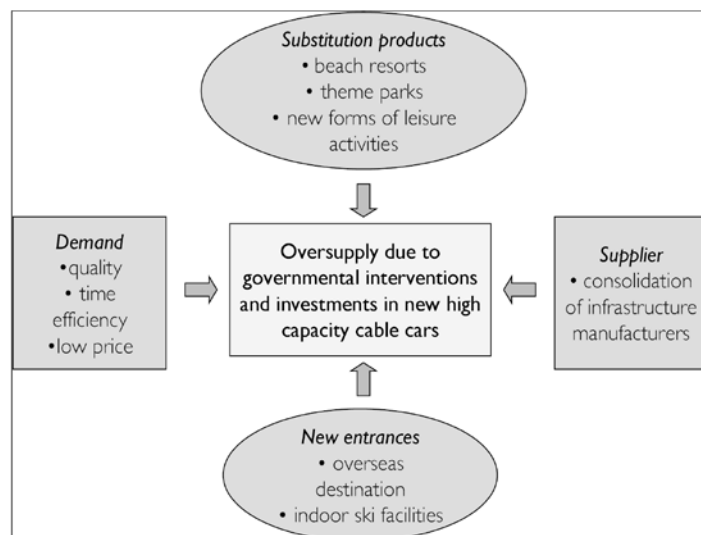 Substitution products
• beach resorts
• theme parks
• new forms of leisure
activities
Demand
•quality
• time
efficiency
•low price
Oversupply due to
governmental interventions
and investments in new high
capacity cable cars
Supplier
• consolidation
of infrastructure
manufacturers
New entrances
• overseas
destination
• indoor ski facilities